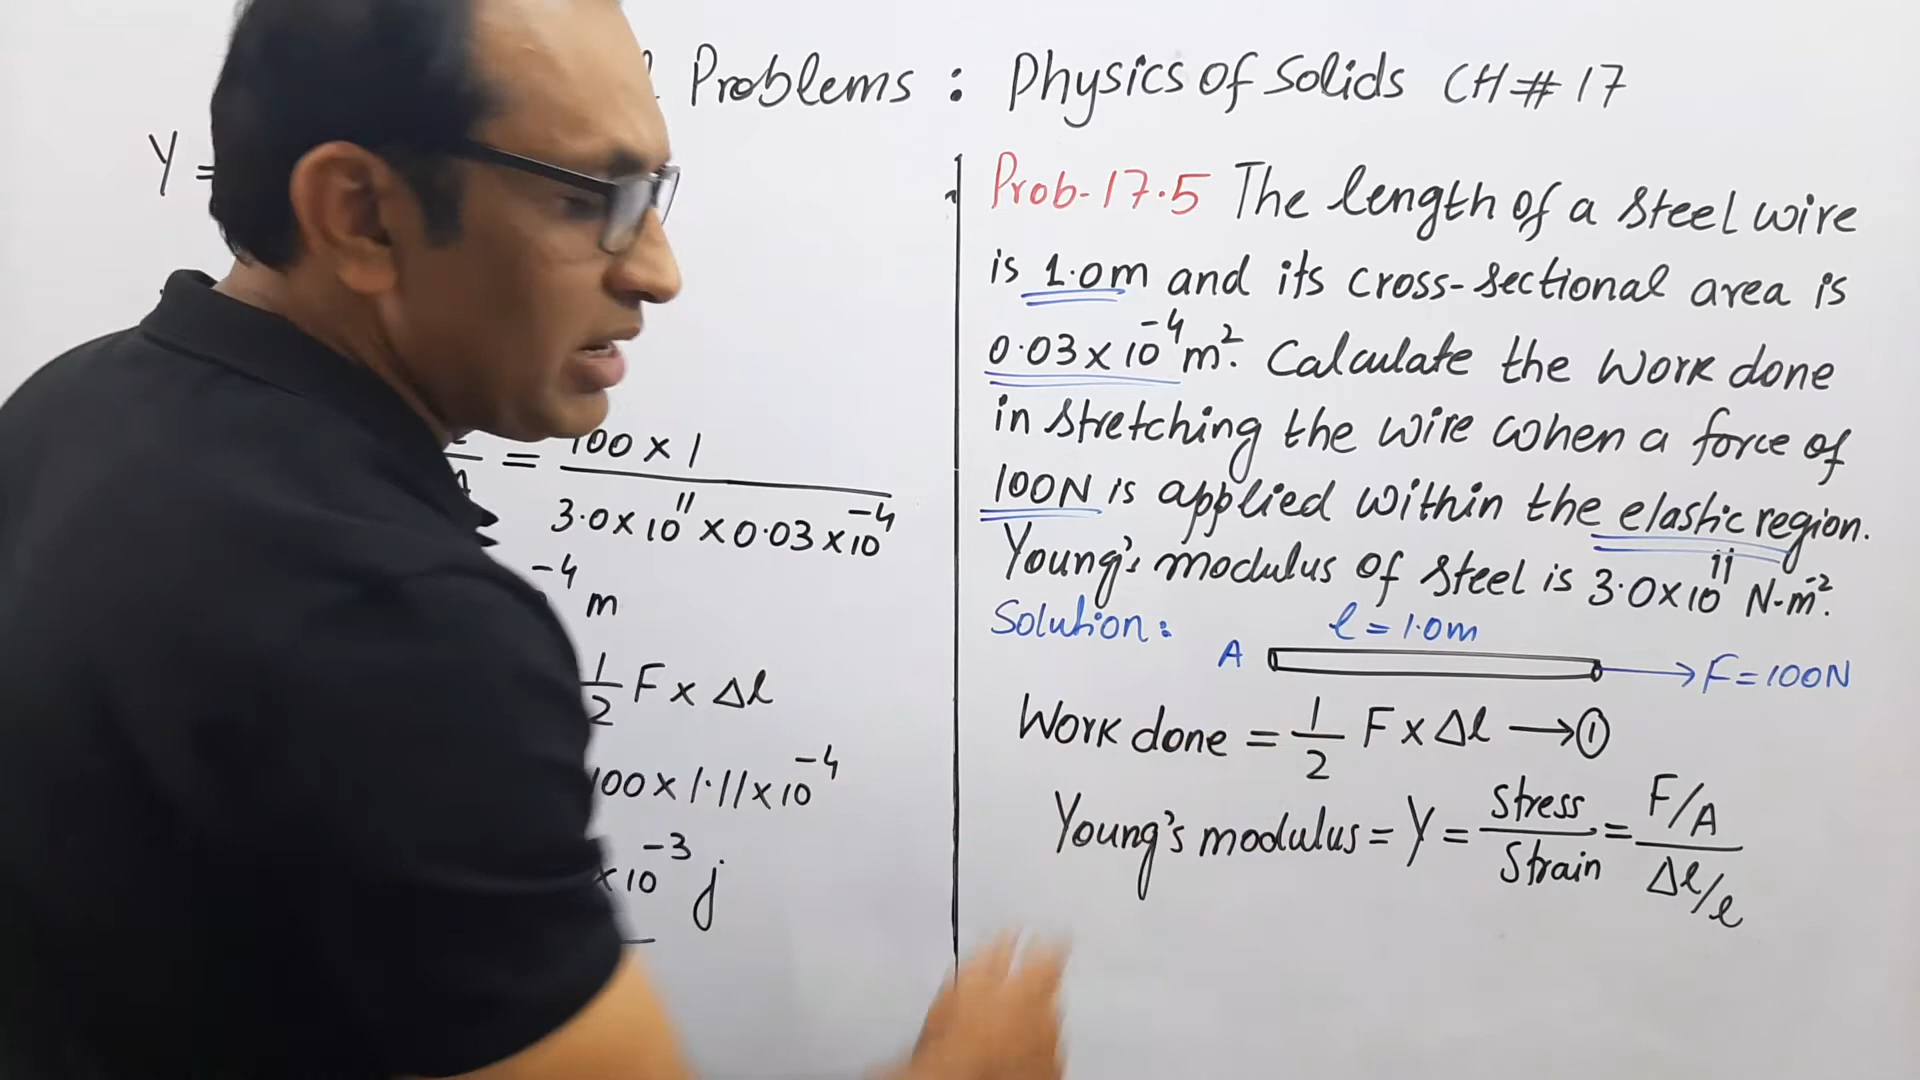 Problems : Physics of Solids CH# 17
Y =
= 100 × 1 / 3.0×10¹¹ × 0.03×10⁻⁴
⁻⁴ m
1/2 F × Δl
100 × 1.11×10⁻⁴
×10⁻³ j
Prob-17.5 The length of a steel wire
is 1.0m and its cross-sectional area is
0.03×10⁻⁴m². Calculate the work done
in stretching the wire when a force of
100N is applied within the elastic region.
Young's modulus of steel is 3.0×10¹¹ N-m⁻².
Solution: l = 1.0m
A F=100N
Work done = 1/2 F × Δl → ①
Young's modulus = Y = Stress/Strain = F/A / Δl/l